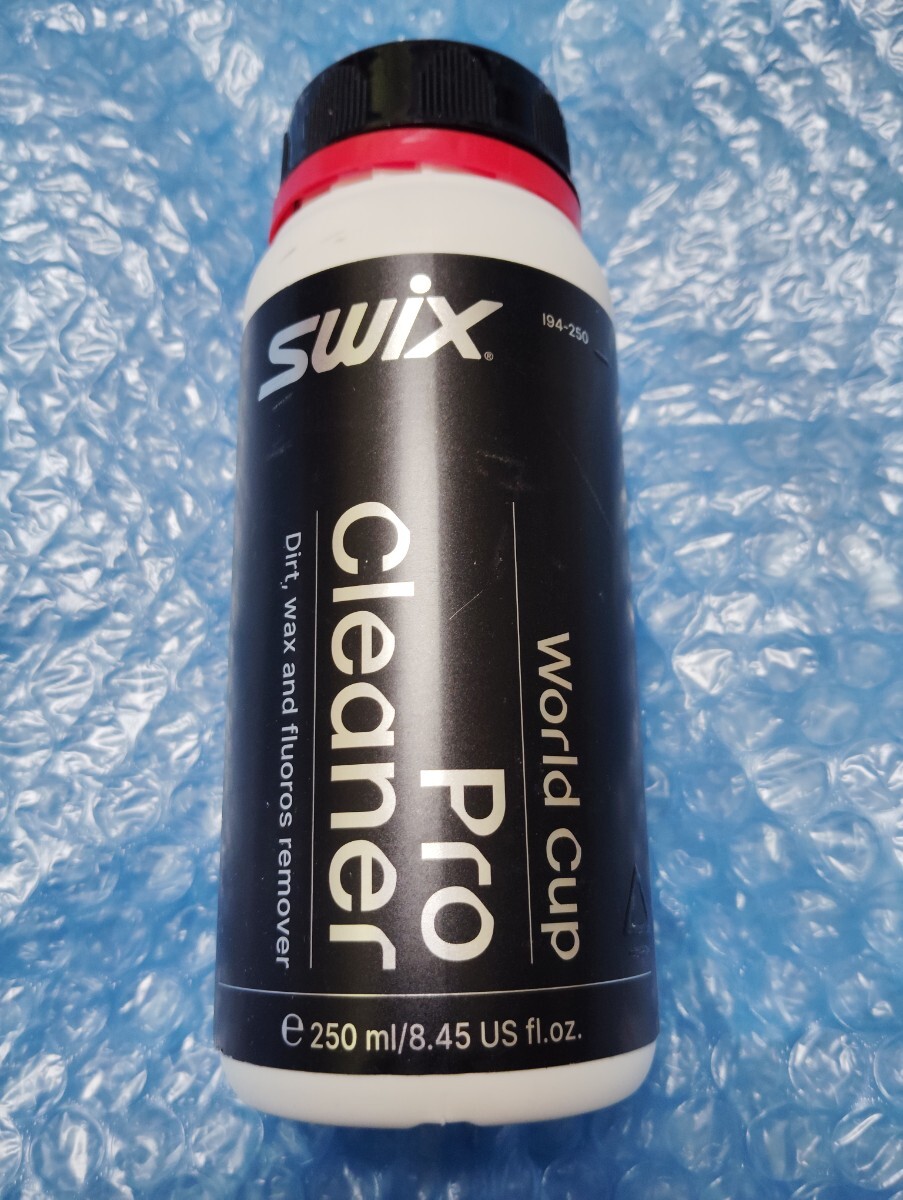 SWIX®
I94-250
World Cup
Pro
Cleaner
Dirt, wax and fluoros remover
e 250 ml/8.45 US fl.oz.